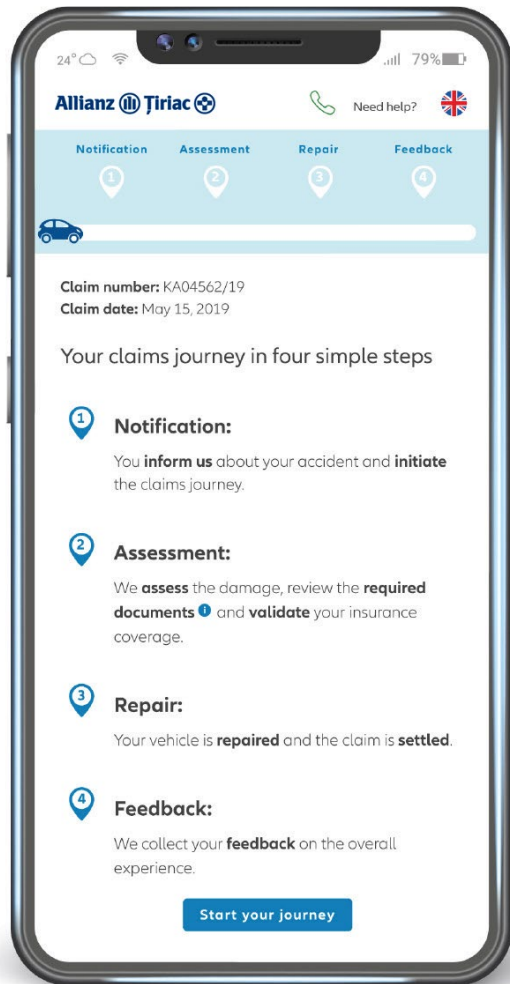 24°
79%
Allianz Țiriac
Need help?
Notification Assessment Repair Feedback
1 2 3 4
Claim number: KA04562/19
Claim date: May 15, 2019
Your claims journey in four simple steps
1
Notification:
You inform us about your accident and initiate
the claims journey.
2
Assessment:
We assess the damage, review the required
documents i and validate your insurance
coverage.
3
Repair:
Your vehicle is repaired and the claim is settled.
4
Feedback:
We collect your feedback on the overall
experience.
Start your journey